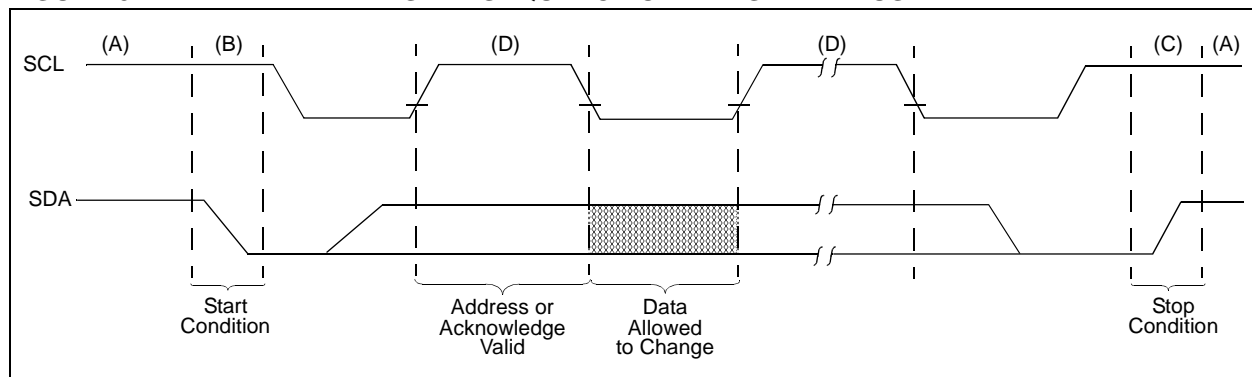 (A) (B) (D) (D) (C) (A)
SCL
SDA
Start
Condition
Address or
Acknowledge
Valid
Data
Allowed
to Change
Stop
Condition